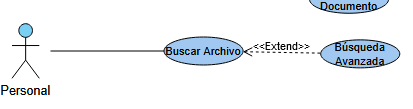 Documento
Buscar Archivo
<<Extend>>
Búsqueda
Avanzada
Personal